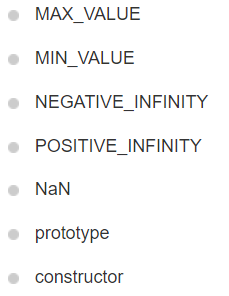 MAX_VALUE
MIN_VALUE
NEGATIVE_INFINITY
POSITIVE_INFINITY
NaN
prototype
constructor